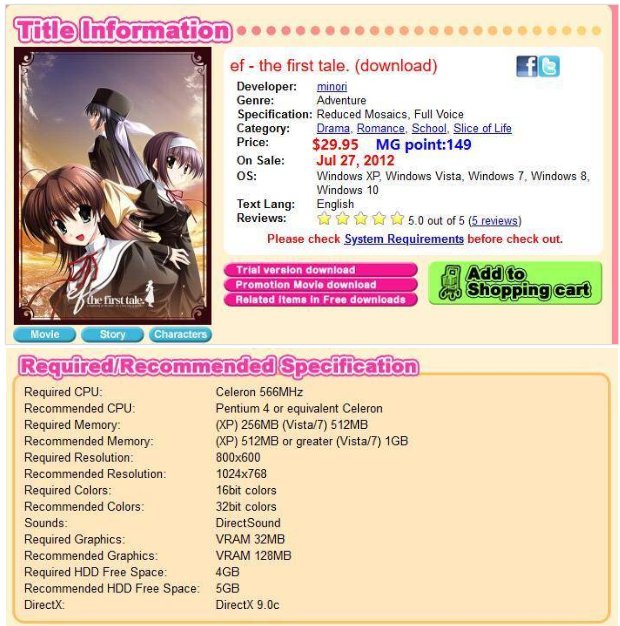 Title Information
ef - the first tale. (download)
Developer: minori
Genre: Adventure
Specification: Reduced Mosaics, Full Voice
Category: Drama, Romance, School, Slice of Life
Price: $29.95 MG point:149
On Sale: Jul 27, 2012
OS: Windows XP, Windows Vista, Windows 7, Windows 8,
Windows 10
Text Lang: English
Reviews: 5.0 out of 5 (5 reviews)
Please check System Requirements before check out.
the first tale.
Trial version download
Promotion Movie download
Related items in Free downloads
Add to
Shopping cart
Movie Story Characters
Required/Recommended Specification
Required CPU: Celeron 566MHz
Recommended CPU: Pentium 4 or equivalent Celeron
Required Memory: (XP) 256MB (Vista/7) 512MB
Recommended Memory: (XP) 512MB or greater (Vista/7) 1GB
Required Resolution: 800x600
Recommended Resolution: 1024x768
Required Colors: 16bit colors
Recommended Colors: 32bit colors
Sounds: DirectSound
Required Graphics: VRAM 32MB
Recommended Graphics: VRAM 128MB
Required HDD Free Space: 4GB
Recommended HDD Free Space: 5GB
DirectX: DirectX 9.0c